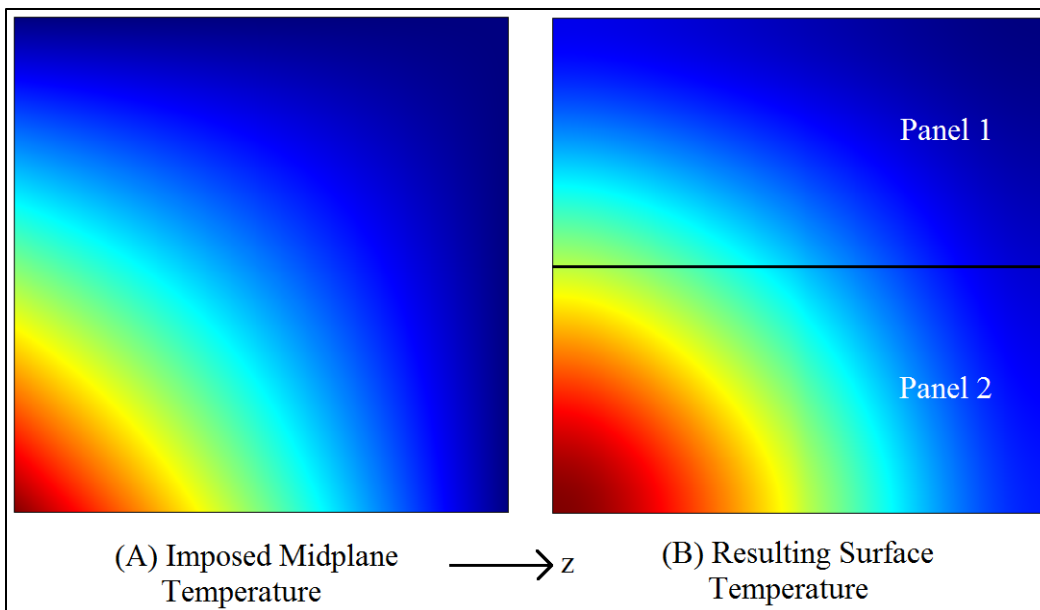 Panel 1
Panel 2
(A) Imposed Midplane
Temperature
z
(B) Resulting Surface
Temperature